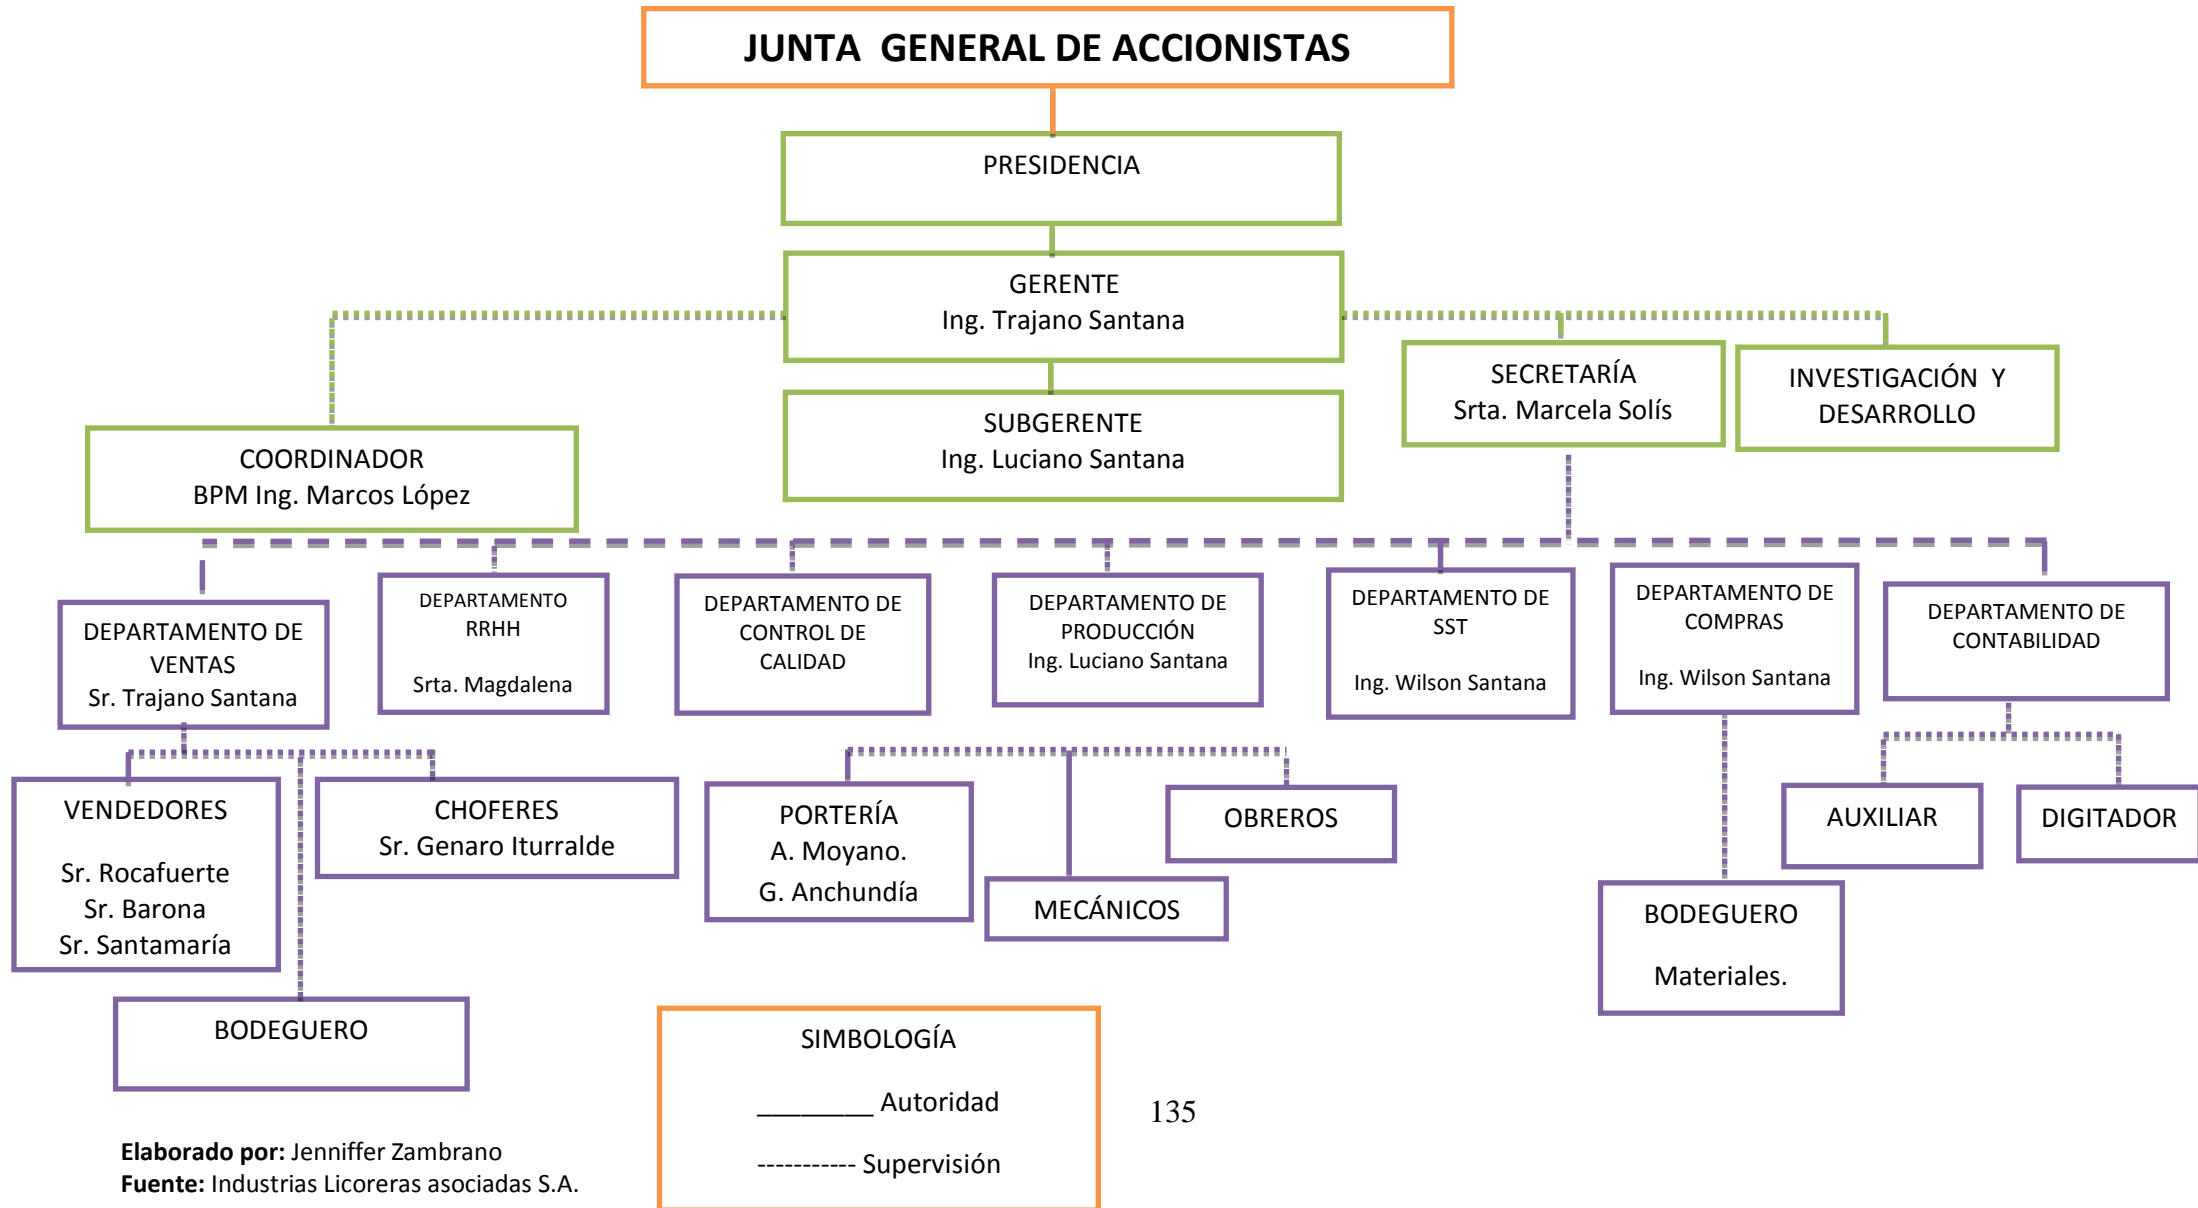 JUNTA GENERAL DE ACCIONISTAS
PRESIDENCIA
GERENTE
Ing. Trajano Santana
SECRETARÍA
Srta. Marcela Solís
INVESTIGACIÓN Y
DESARROLLO
SUBGERENTE
Ing. Luciano Santana
COORDINADOR
BPM Ing. Marcos López
DEPARTAMENTO DE
VENTAS
Sr. Trajano Santana
DEPARTAMENTO
RRHH
Srta. Magdalena
DEPARTAMENTO DE
CONTROL DE
CALIDAD
DEPARTAMENTO DE
PRODUCCIÓN
Ing. Luciano Santana
DEPARTAMENTO DE
SST
Ing. Wilson Santana
DEPARTAMENTO DE
COMPRAS
Ing. Wilson Santana
DEPARTAMENTO DE
CONTABILIDAD
VENDEDORES
Sr. Rocafuerte
Sr. Barona
Sr. Santamaría
CHOFERES
Sr. Genaro Iturralde
PORTERÍA
A. Moyano.
G. Anchundía
MECÁNICOS
OBREROS
AUXILIAR
DIGITADOR
BODEGUERO
Materiales.
BODEGUERO
SIMBOLOGÍA
________ Autoridad
----------- Supervisión
135
Elaborado por: Jenniffer Zambrano
Fuente: Industrias Licoreras asociadas S.A.